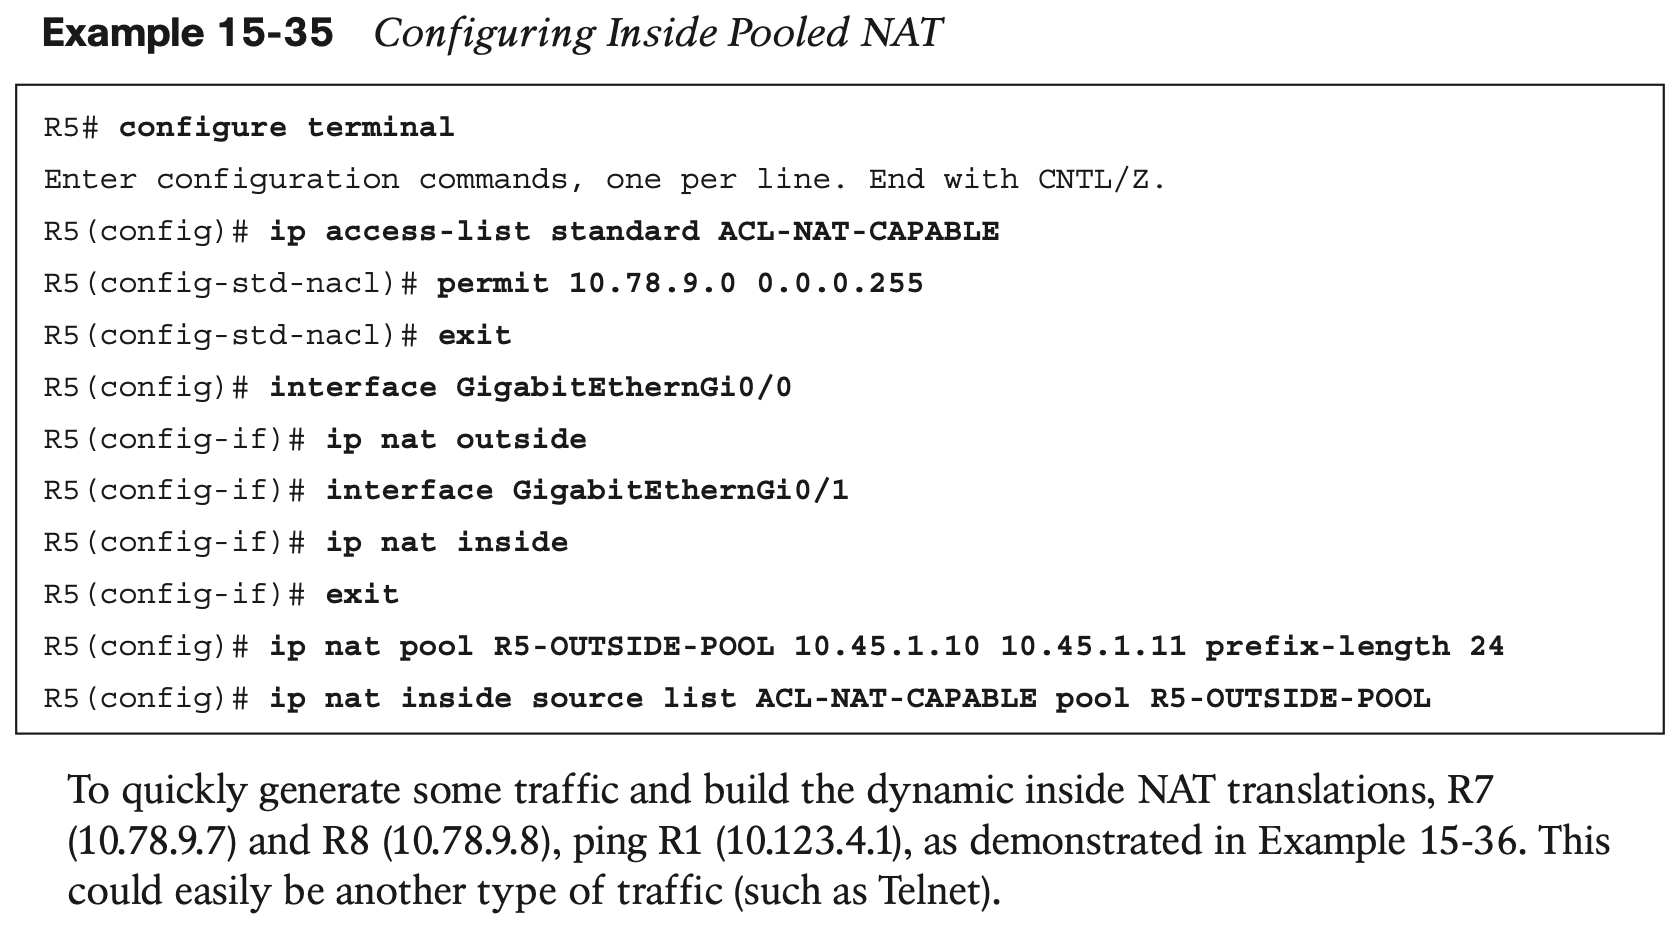 Example 15-35 Configuring Inside Pooled NAT
R5# configure terminal
Enter configuration commands, one per line. End with CNTL/Z.
R5(config)# ip access-list standard ACL-NAT-CAPABLE
R5(config-std-nacl)# permit 10.78.9.0 0.0.0.255
R5(config-std-nacl)# exit
R5(config)# interface GigabitEthernGi0/0
R5(config-if)# ip nat outside
R5(config-if)# interface GigabitEthernGi0/1
R5(config-if)# ip nat inside
R5(config-if)# exit
R5(config)# ip nat pool R5-OUTSIDE-POOL 10.45.1.10 10.45.1.11 prefix-length 24
R5(config)# ip nat inside source list ACL-NAT-CAPABLE pool R5-OUTSIDE-POOL
To quickly generate some traffic and build the dynamic inside NAT translations, R7
(10.78.9.7) and R8 (10.78.9.8), ping R1 (10.123.4.1), as demonstrated in Example 15-36. This
could easily be another type of traffic (such as Telnet).